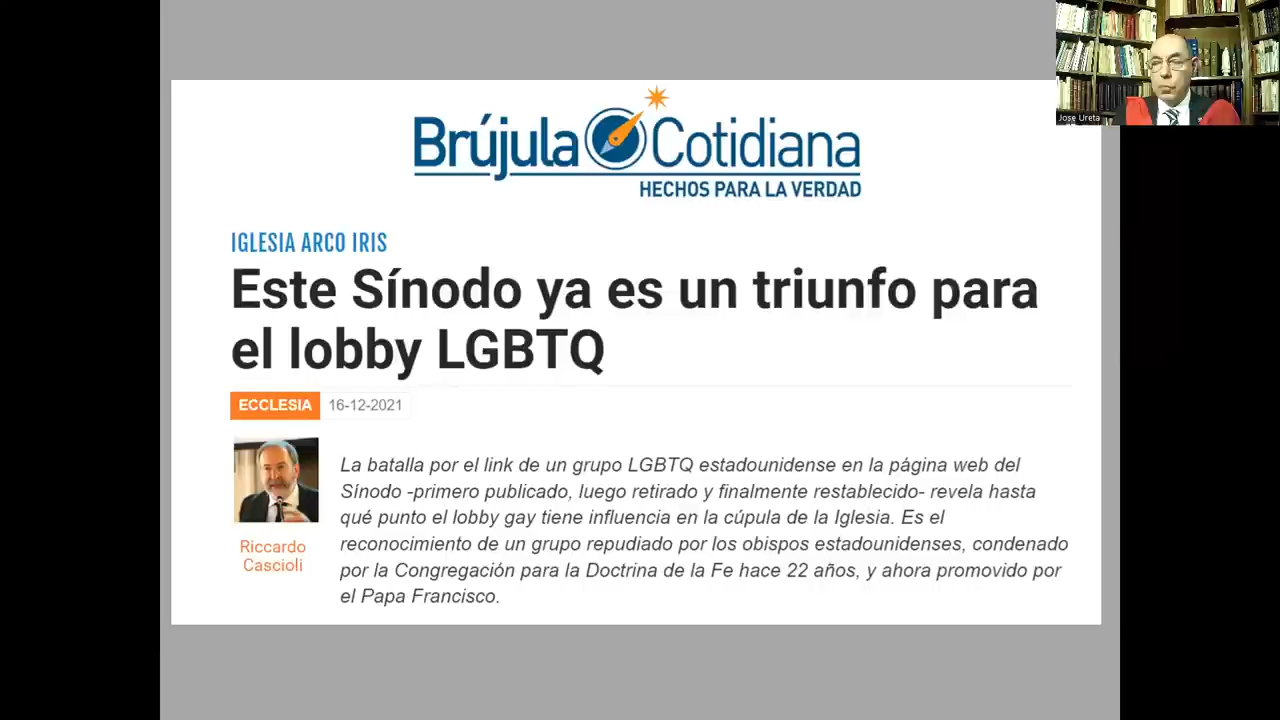 Brújula Cotidiana
HECHOS PARA LA VERDAD
Jose Ureta
IGLESIA ARCO IRIS
Este Sínodo ya es un triunfo para
el lobby LGBTQ
ECCLESIA 16-12-2021
La batalla por el link de un grupo LGBTQ estadounidense en la página web del
Sínodo -primero publicado, luego retirado y finalmente restablecido- revela hasta
qué punto el lobby gay tiene influencia en la cúpula de la Iglesia. Es el
reconocimiento de un grupo repudiado por los obispos estadounidenses, condenado
por la Congregación para la Doctrina de la Fe hace 22 años, y ahora promovido por
el Papa Francisco.
Riccardo
Cascioli